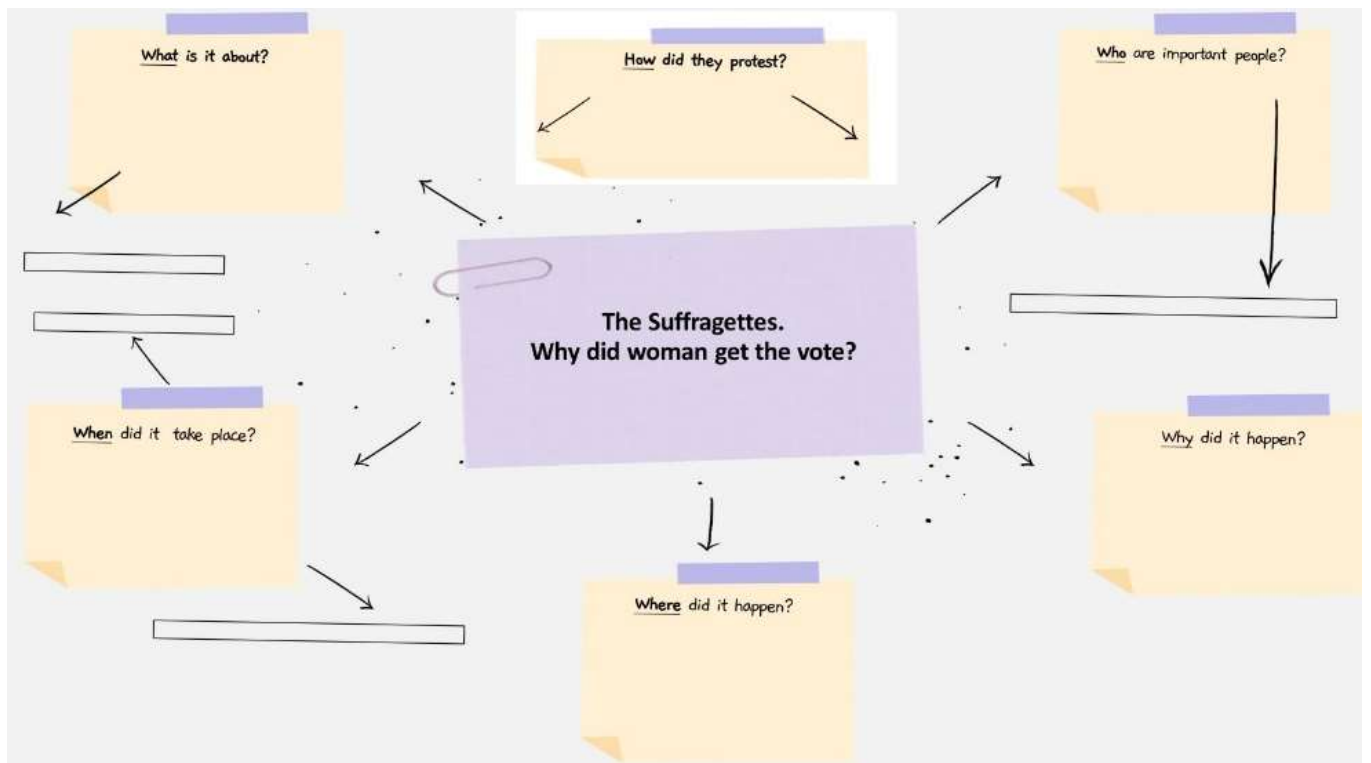 What is it about?
How did they protest?
Who are important people?
The Suffragettes.
Why did woman get the vote?
When did it take place?
Why did it happen?
Where did it happen?